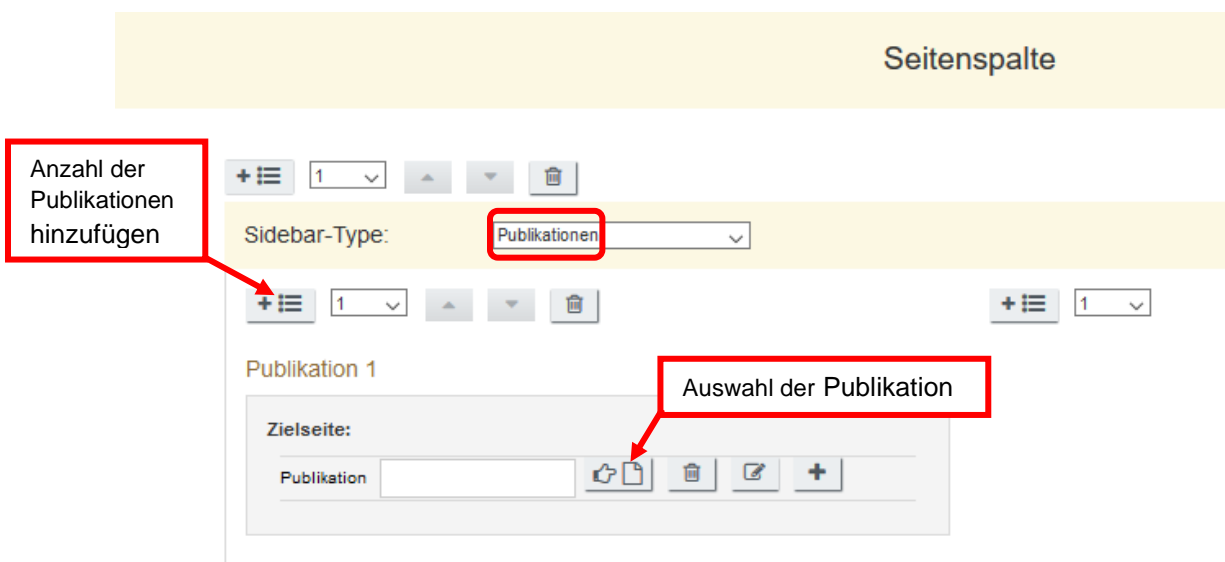 Seitenspalte
Anzahl der
Publikationen
hinzufügen
1
Sidebar-Type:
Publikationen
1
1
Publikation 1
Auswahl der Publikation
Zielseite:
Publikation